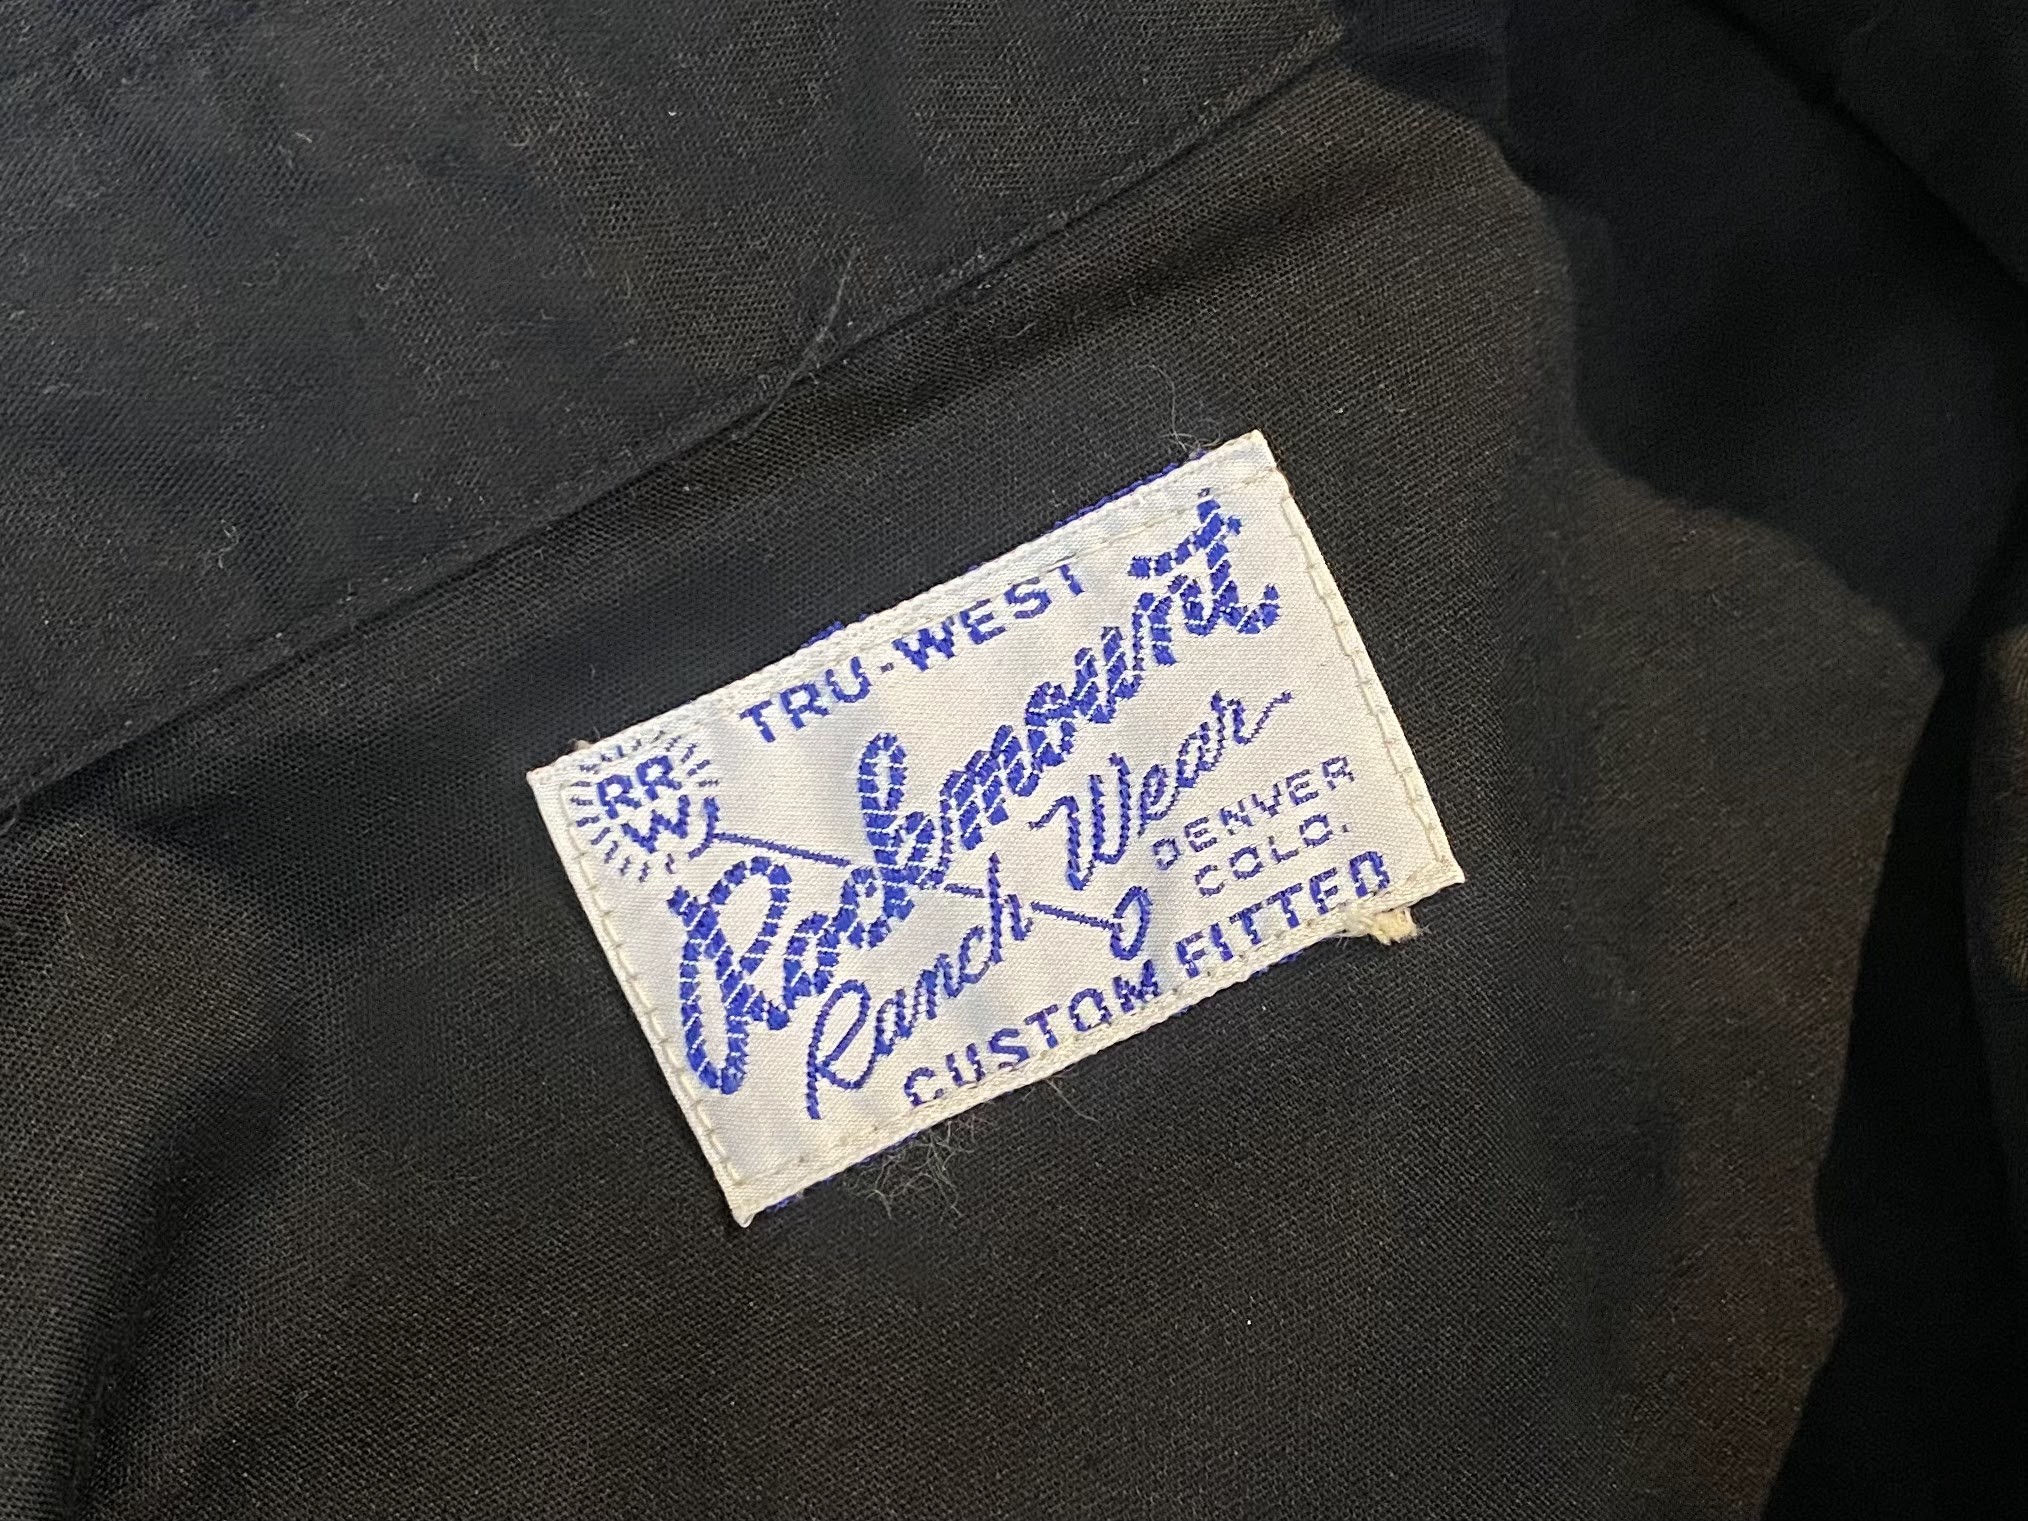 TRU-WEST
RR
W
Rockmount
Ranch Wear
DENVER
COLO.
CUSTOM FITTED